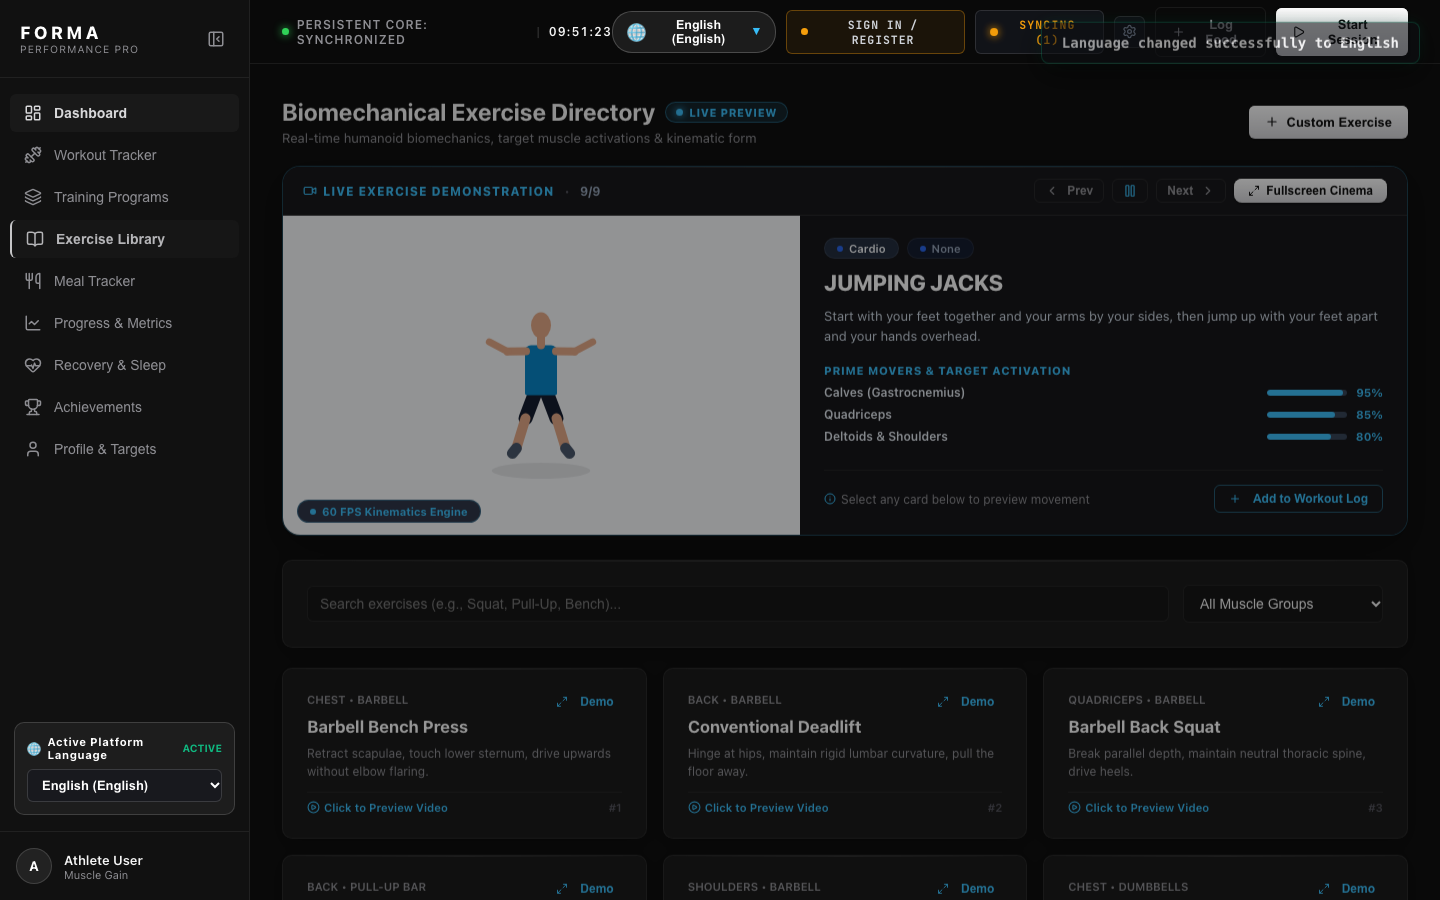 FORMA
PERFORMANCE PRO
Dashboard
Workout Tracker
Training Programs
Exercise Library
Meal Tracker
Progress & Metrics
Recovery & Sleep
Achievements
Profile & Targets
Active Platform
Language
ACTIVE
English (English)
A
Athlete User
Muscle Gain
PERSISTENT CORE:
SYNCHRONIZED
09:51:23
English
(English)
SIGN IN /
REGISTER
SYNCING
(1)
Log
Food
Start
Session
Language changed successfully to English
Biomechanical Exercise Directory
LIVE PREVIEW
Real-time humanoid biomechanics, target muscle activations & kinematic form
+ Custom Exercise
LIVE EXERCISE DEMONSTRATION · 9/9
Prev
Next
Fullscreen Cinema
60 FPS Kinematics Engine
Cardio
None
JUMPING JACKS
Start with your feet together and your arms by your sides, then jump up with your feet apart
and your hands overhead.
PRIME MOVERS & TARGET ACTIVATION
Calves (Gastrocnemius) 95%
Quadriceps 85%
Deltoids & Shoulders 80%
Select any card below to preview movement
+ Add to Workout Log
Search exercises (e.g., Squat, Pull-Up, Bench)...
All Muscle Groups
CHEST • BARBELL
Demo
Barbell Bench Press
Retract scapulae, touch lower sternum, drive upwards
without elbow flaring.
Click to Preview Video
#1
BACK • BARBELL
Demo
Conventional Deadlift
Hinge at hips, maintain rigid lumbar curvature, pull the
floor away.
Click to Preview Video
#2
QUADRICEPS • BARBELL
Demo
Barbell Back Squat
Break parallel depth, maintain neutral thoracic spine,
drive heels.
Click to Preview Video
#3
BACK • PULL-UP BAR
Demo
SHOULDERS • BARBELL
Demo
CHEST • DUMBBELLS
Demo